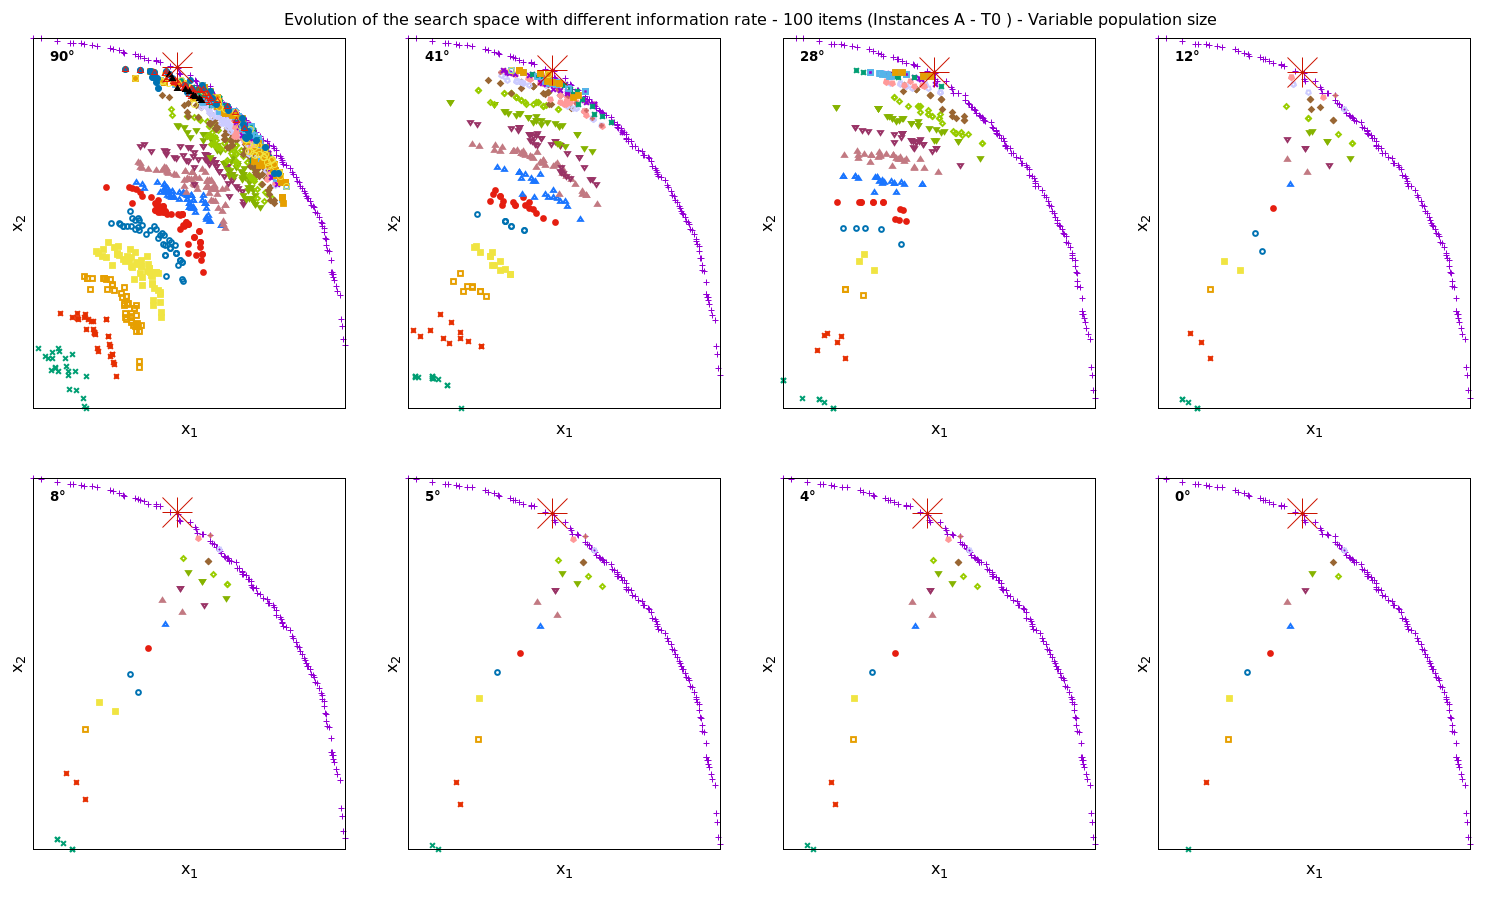 Evolution of the search space with different information rate - 100 items (Instances A - T0 ) - Variable population size
90°
41°
28°
12°
x2
x2
x2
x2
x1
x1
x1
x1
8°
5°
4°
0°
x2
x2
x2
x2
x1
x1
x1
x1